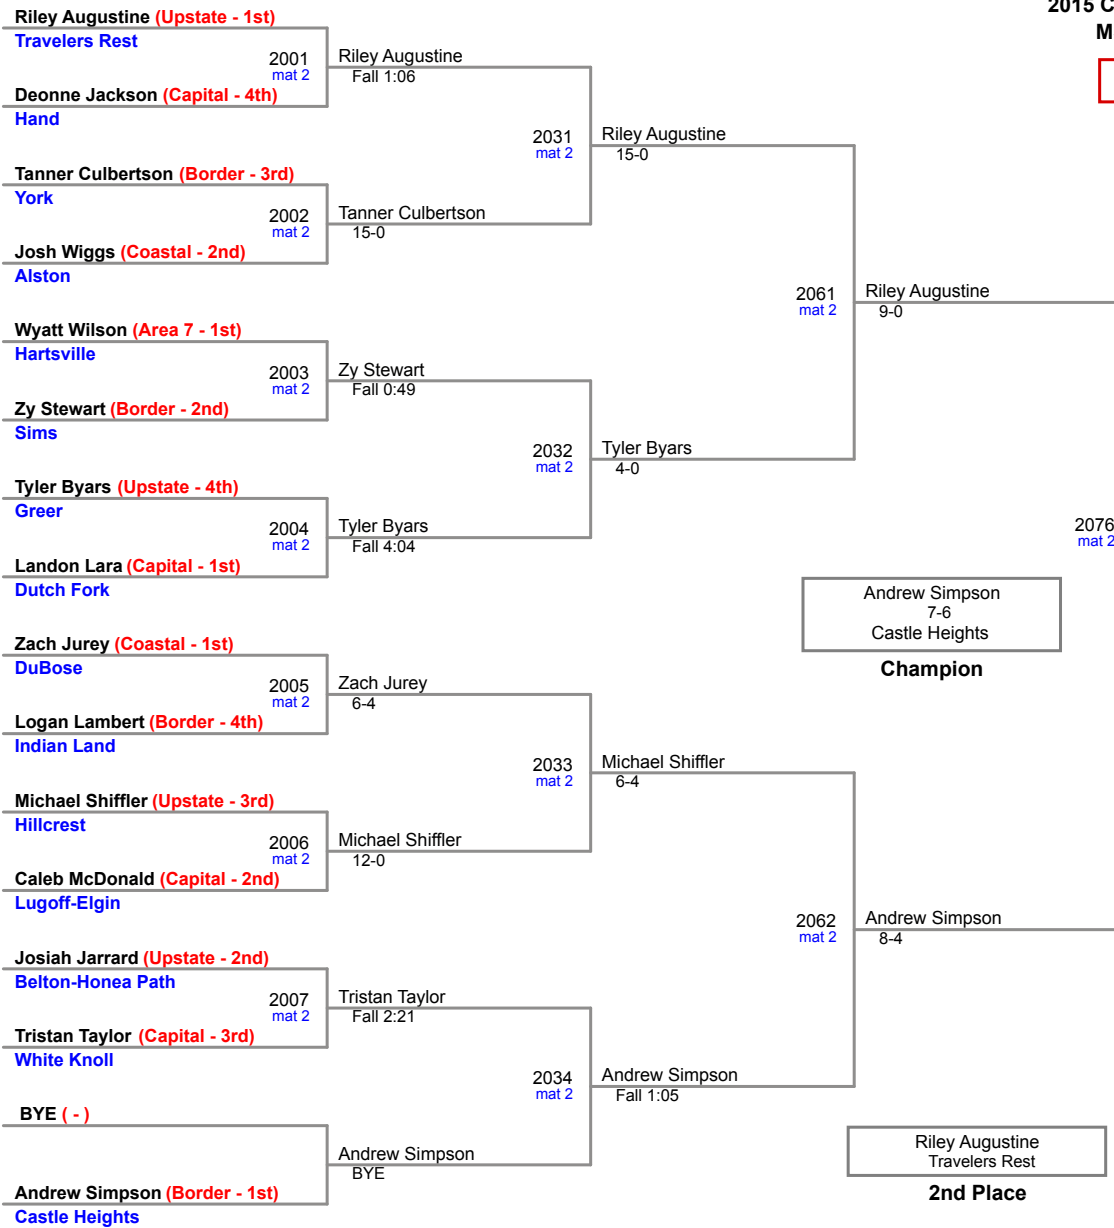 2015 C
M
Riley Augustine (Upstate - 1st)
Travelers Rest
2001
mat 2
Riley Augustine
Fall 1:06
Deonne Jackson (Capital - 4th)
Hand
2031
mat 2
Riley Augustine
15-0
Tanner Culbertson (Border - 3rd)
York
2002
mat 2
Tanner Culbertson
15-0
Josh Wiggs (Coastal - 2nd)
Alston
2061
mat 2
Riley Augustine
9-0
Wyatt Wilson (Area 7 - 1st)
Hartsville
2003
mat 2
Zy Stewart
Fall 0:49
Zy Stewart (Border - 2nd)
Sims
2032
mat 2
Tyler Byars
4-0
Tyler Byars (Upstate - 4th)
Greer
2004
mat 2
Tyler Byars
Fall 4:04
Landon Lara (Capital - 1st)
Dutch Fork
2076
mat 2
Andrew Simpson
7-6
Castle Heights
Champion
Zach Jurey (Coastal - 1st)
DuBose
2005
mat 2
Zach Jurey
6-4
Logan Lambert (Border - 4th)
Indian Land
2033
mat 2
Michael Shiffler
6-4
Michael Shiffler (Upstate - 3rd)
Hillcrest
2006
mat 2
Michael Shiffler
12-0
Caleb McDonald (Capital - 2nd)
Lugoff-Elgin
2062
mat 2
Andrew Simpson
8-4
Josiah Jarrard (Upstate - 2nd)
Belton-Honea Path
2007
mat 2
Tristan Taylor
Fall 2:21
Tristan Taylor (Capital - 3rd)
White Knoll
2034
mat 2
Andrew Simpson
Fall 1:05
BYE ( - )
Andrew Simpson
BYE
Andrew Simpson (Border - 1st)
Castle Heights
Riley Augustine
Travelers Rest
2nd Place